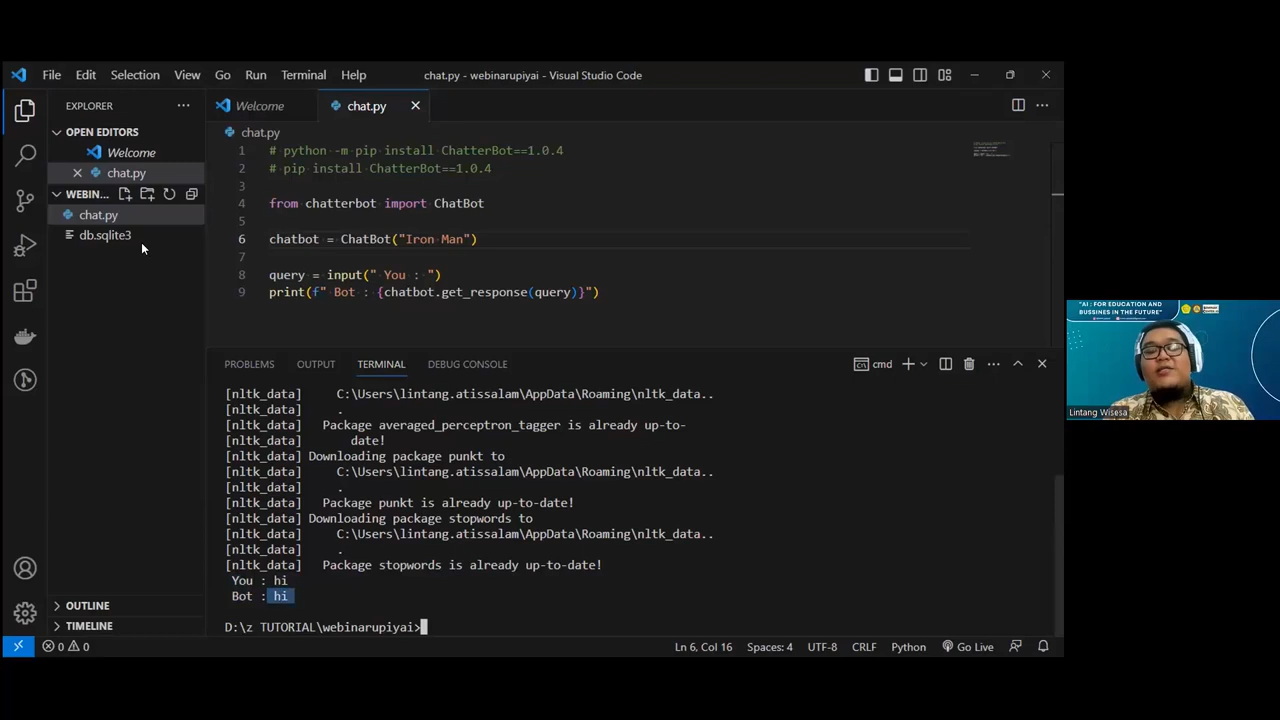 File Edit Selection View Go Run Terminal Help
chat.py - webinarupiyai - Visual Studio Code
EXPLORER
OPEN EDITORS
Welcome
chat.py
WEBIN...
chat.py
db.sqlite3
OUTLINE
TIMELINE
Welcome chat.py
chat.py
1 # python -m pip install ChatterBot==1.0.4
2 # pip install ChatterBot==1.0.4
3
4 from chatterbot import ChatBot
5
6 chatbot = ChatBot("Iron Man")
7
8 query = input(" You : ")
9 print(f" Bot : {chatbot.get_response(query)}")
PROBLEMS OUTPUT TERMINAL DEBUG CONSOLE
cmd
[nltk_data] C:\Users\lintang.atissalam\AppData\Roaming\nltk_data..
[nltk_data] .
[nltk_data] Package averaged_perceptron_tagger is already up-to-
[nltk_data] date!
[nltk_data] Downloading package punkt to
[nltk_data] C:\Users\lintang.atissalam\AppData\Roaming\nltk_data..
[nltk_data] .
[nltk_data] Package punkt is already up-to-date!
[nltk_data] Downloading package stopwords to
[nltk_data] C:\Users\lintang.atissalam\AppData\Roaming\nltk_data..
[nltk_data] .
[nltk_data] Package stopwords is already up-to-date!
You : hi
Bot : hi
D:\z TUTORIAL\webinarupiyai>
0 0
Ln 6, Col 16 Spaces: 4 UTF-8 CRLF Python Go Live
"AI : FOR EDUCATION AND
BUSSINES IN THE FUTURE"
Lintang Wisesa